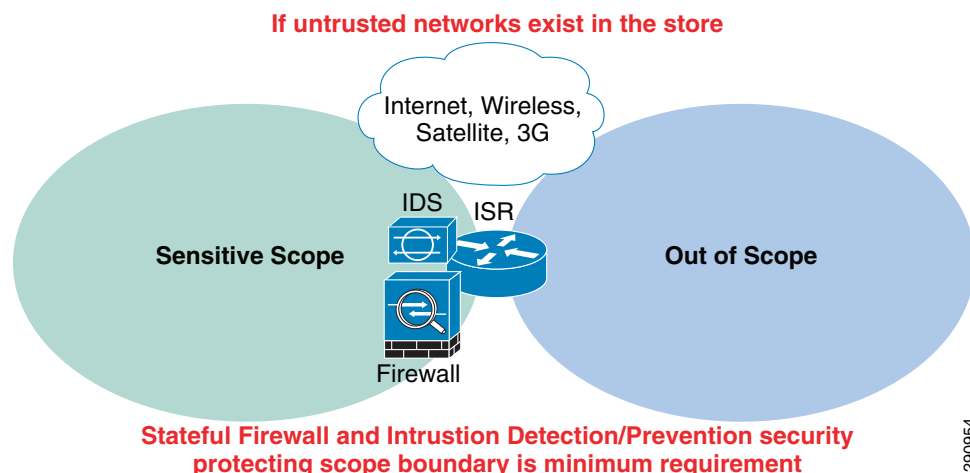 If untrusted networks exist in the store
Internet, Wireless,
Satellite, 3G
IDS
ISR
Sensitive Scope
Out of Scope
Firewall
Stateful Firewall and Intrustion Detection/Prevention security
protecting scope boundary is minimum requirement